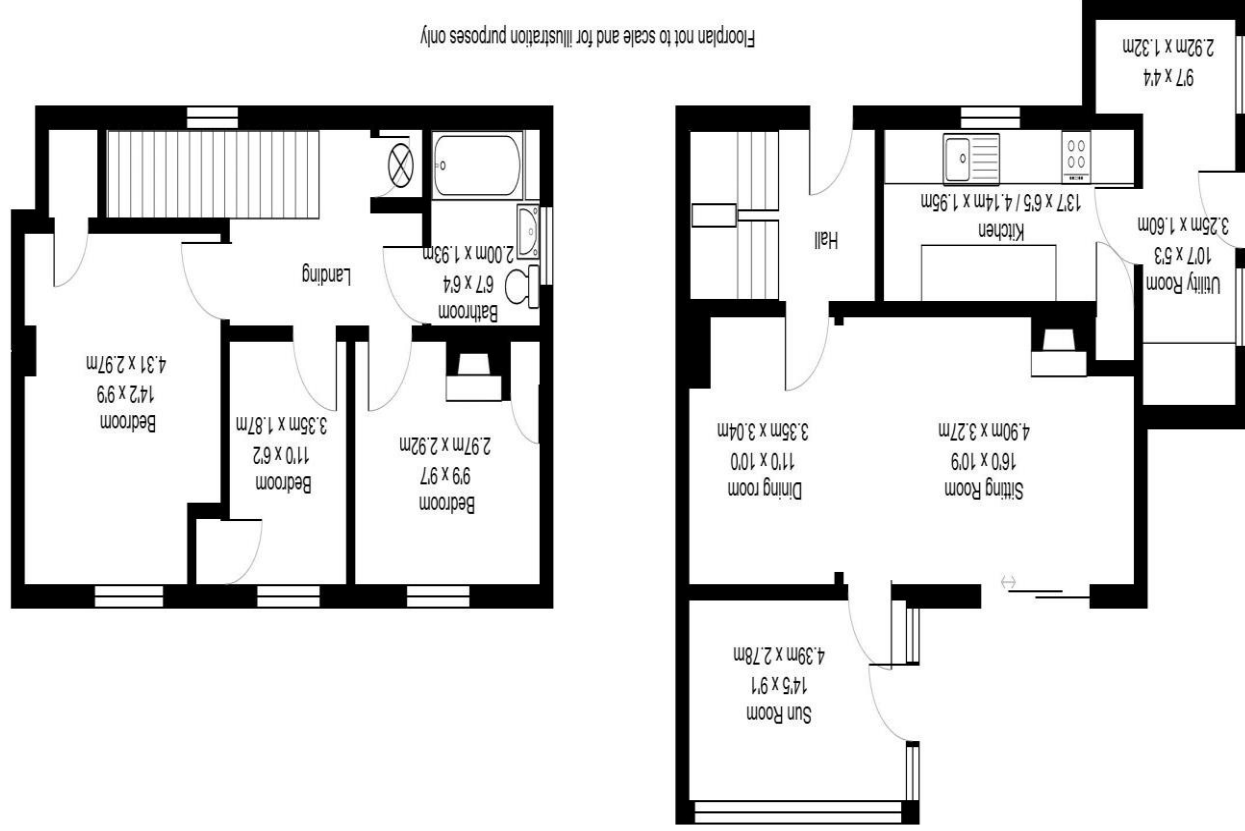 Sun Room
14'5 x 9'1
4.39m x 2.78m
Sitting Room
16'0 x 10'9
4.90m x 3.27m
Dining room
11'0 x 10'0
3.35m x 3.04m
Utility Room
10'7 x 5'3
3.25m x 1.60m
Kitchen
13'7 x 6'5 / 4.14m x 1.95m
Hall
9'7 x 4'4
2.92m x 1.32m
Bedroom
9'9 x 9'7
2.97m x 2.92m
Bedroom
11'0 x 6'2
3.35m x 1.87m
Bedroom
14'2 x 9'9
4.31 x 2.97m
Bathroom
6'7 x 6'4
2.00m x 1.93m
Landing
Floorplan not to scale and for illustration purposes only